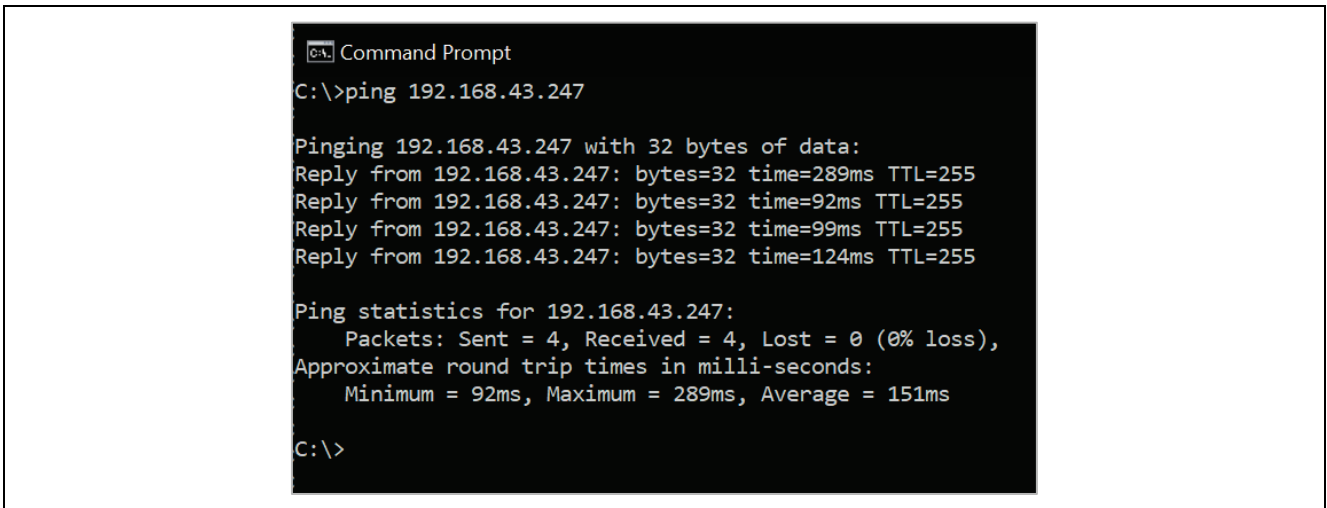 Command Prompt
C:\>ping 192.168.43.247
Pinging 192.168.43.247 with 32 bytes of data:
Reply from 192.168.43.247: bytes=32 time=289ms TTL=255
Reply from 192.168.43.247: bytes=32 time=92ms TTL=255
Reply from 192.168.43.247: bytes=32 time=99ms TTL=255
Reply from 192.168.43.247: bytes=32 time=124ms TTL=255
Ping statistics for 192.168.43.247:
Packets: Sent = 4, Received = 4, Lost = 0 (0% loss),
Approximate round trip times in milli-seconds:
Minimum = 92ms, Maximum = 289ms, Average = 151ms
C:\>